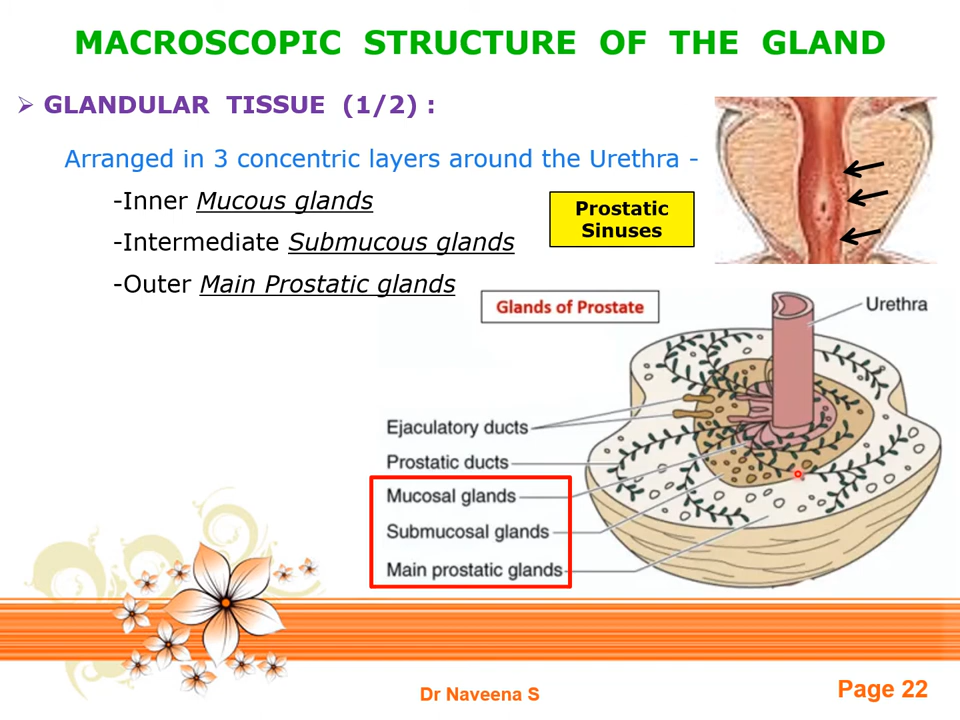 MACROSCOPIC STRUCTURE OF THE GLAND
➢ GLANDULAR TISSUE (1/2) :
Arranged in 3 concentric layers around the Urethra -
-Inner Mucous glands
-Intermediate Submucous glands
-Outer Main Prostatic glands
Prostatic
Sinuses
Glands of Prostate
Urethra
Ejaculatory ducts
Prostatic ducts
Mucosal glands
Submucosal glands
Main prostatic glands
Dr Naveena S
Page 22